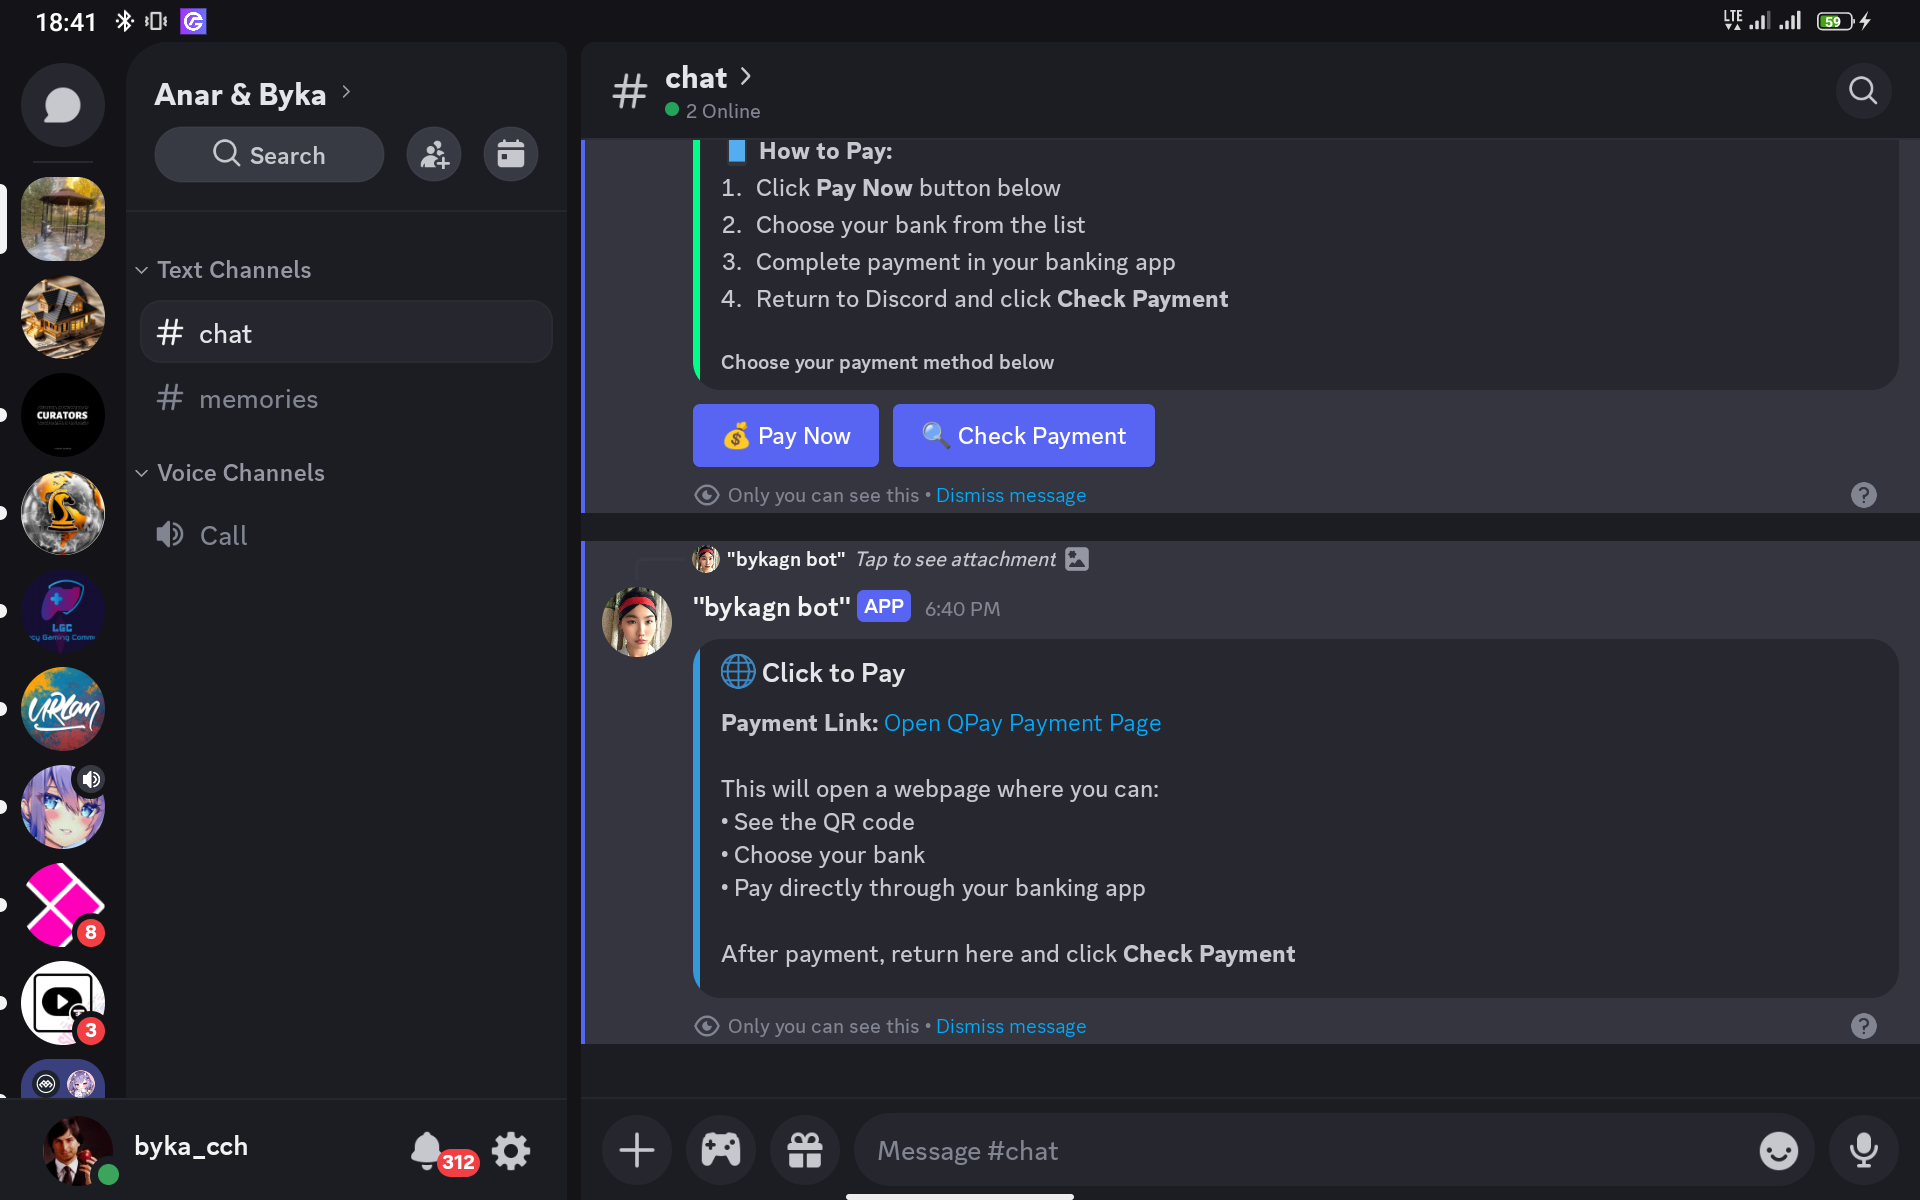 18:41
LTE
59
Anar & Byka
Search
Text Channels
chat
memories
Voice Channels
Call
CURATORS
LGC
cy Gaming Comm
URLan
8
3
byka_cch
312
chat
2 Online
How to Pay:
1. Click Pay Now button below
2. Choose your bank from the list
3. Complete payment in your banking app
4. Return to Discord and click Check Payment
Choose your payment method below
Pay Now
Check Payment
Only you can see this • Dismiss message
?
"bykagn bot" Tap to see attachment
"bykagn bot" APP 6:40 PM
Click to Pay
Payment Link: Open QPay Payment Page
This will open a webpage where you can:
• See the QR code
• Choose your bank
• Pay directly through your banking app
After payment, return here and click Check Payment
Only you can see this • Dismiss message
?
Message #chat